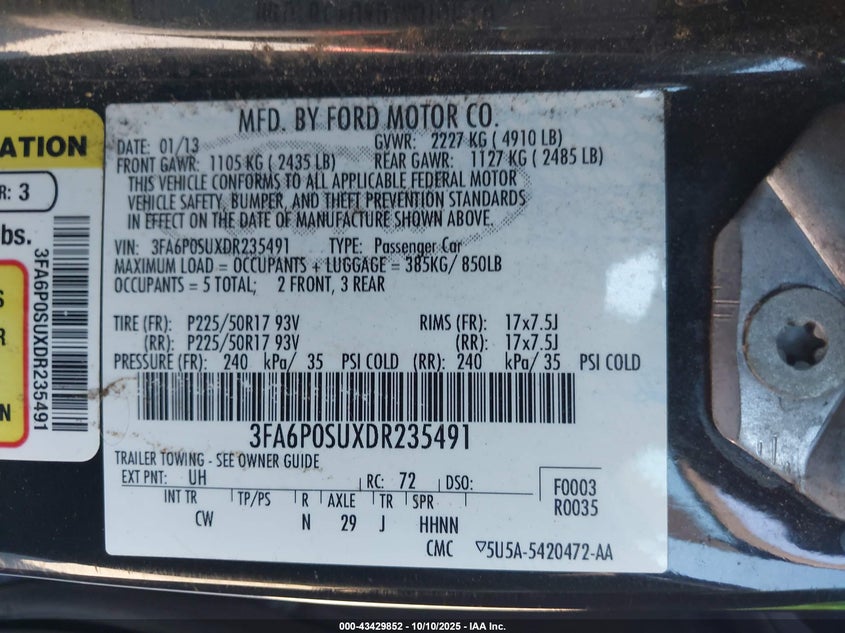 ATION
R: 3
bs.
S
R
N
3FA6P0SUXDR235491
MFD. BY FORD MOTOR CO.
DATE: 01/13 GVWR: 2227 KG ( 4910 LB)
FRONT GAWR: 1105 KG ( 2435 LB) REAR GAWR: 1127 KG ( 2485 LB)
THIS VEHICLE CONFORMS TO ALL APPLICABLE FEDERAL MOTOR
VEHICLE SAFETY, BUMPER, AND THEFT PREVENTION STANDARDS
IN EFFECT ON THE DATE OF MANUFACTURE SHOWN ABOVE.
VIN: 3FA6P0SUXDR235491 TYPE: Passenger Car
MAXIMUM LOAD = OCCUPANTS + LUGGAGE = 385KG/ 850LB
OCCUPANTS = 5 TOTAL; 2 FRONT, 3 REAR
TIRE (FR): P225/50R17 93V RIMS (FR): 17x7.5J
(RR): P225/50R17 93V (RR): 17x7.5J
PRESSURE (FR): 240 kPa/ 35 PSI COLD (RR): 240 kPa/ 35 PSI COLD
3FA6P0SUXDR235491
TRAILER TOWING - SEE OWNER GUIDE
EXT PNT: UH RC: 72 DSO:
F0003
R0035
INT TR TP/PS R AXLE TR SPR
CW N 29 J HHNN
CMC ▽5U5A-5420472-AA
000-43429852 - 10/10/2025 - IAA Inc.